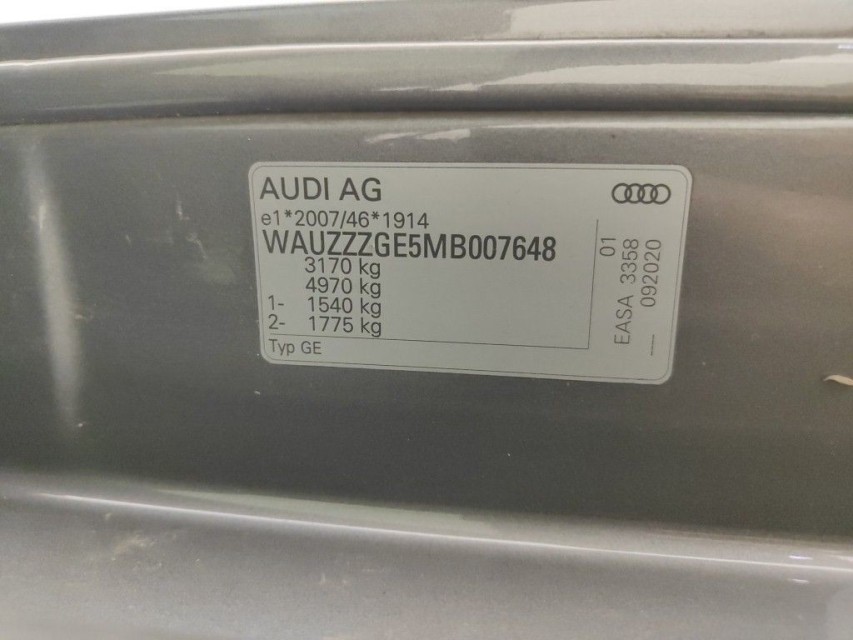 AUDI AG
e1*2007/46*1914
WAUZZZGE5MB007648
3170 kg
4970 kg
1- 1540 kg
2- 1775 kg
Typ GE
01
EASA 3358
092020